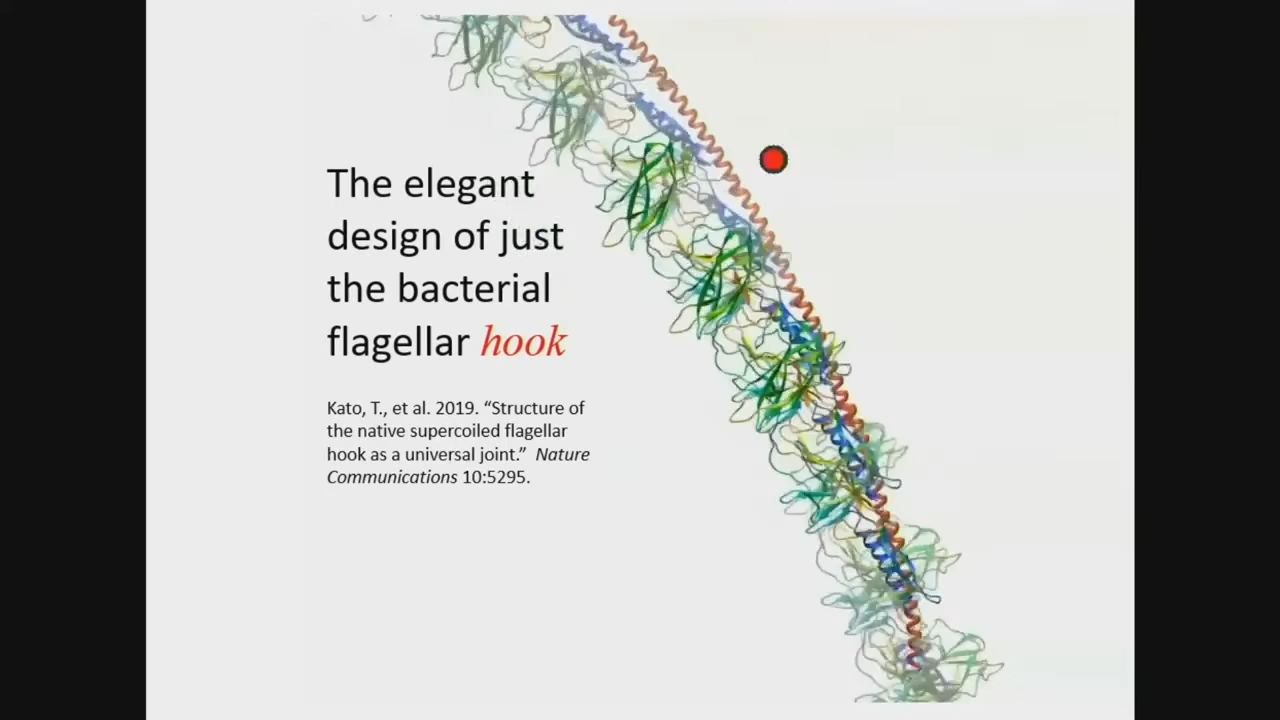 The elegant
design of just
the bacterial
flagellar hook
Kato, T., et al. 2019. “Structure of
the native supercoiled flagellar
hook as a universal joint.” Nature
Communications 10:5295.